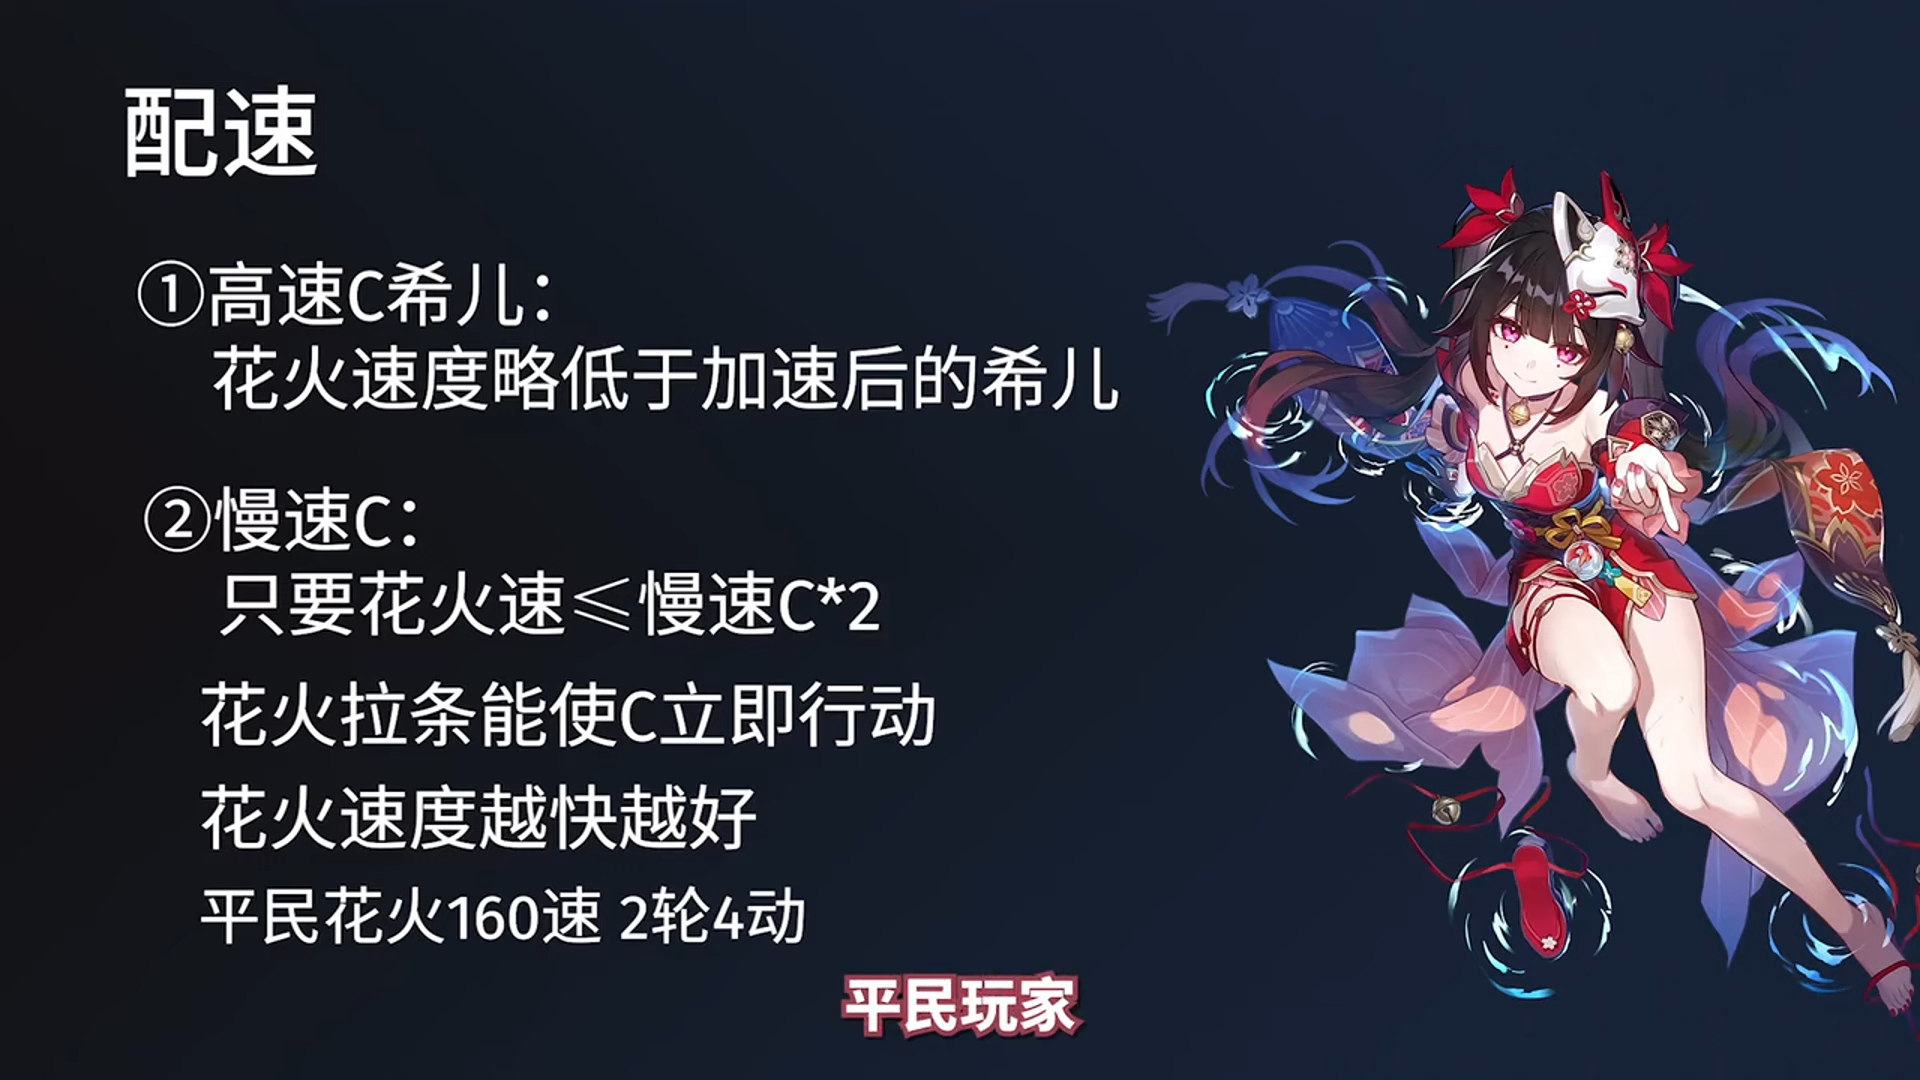 配速
①高速C希儿：
花火速度略低于加速后的希儿
②慢速C：
只要花火速≤慢速C*2
花火拉条能使C立即行动
花火速度越快越好
平民花火160速 2轮4动
平民玩家